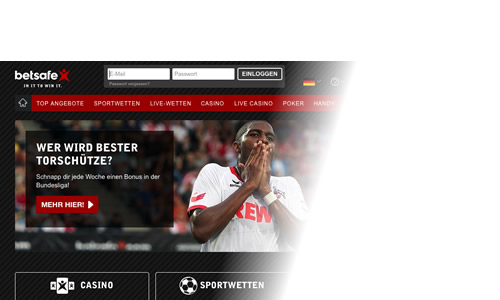 betsafe
IN IT TO WIN IT.
E-Mail
Passwort
EINLOGGEN
Passwort vergessen?
TOP ANGEBOTE SPORTWETTEN LIVE-WETTEN CASINO LIVE CASINO POKER
WER WIRD BESTER
TORSCHÜTZE?
Schnapp dir jede Woche einen Bonus in der
Bundesliga!
MEHR HIER!
REWE
betsafe
CASINO
SPORTWETTEN